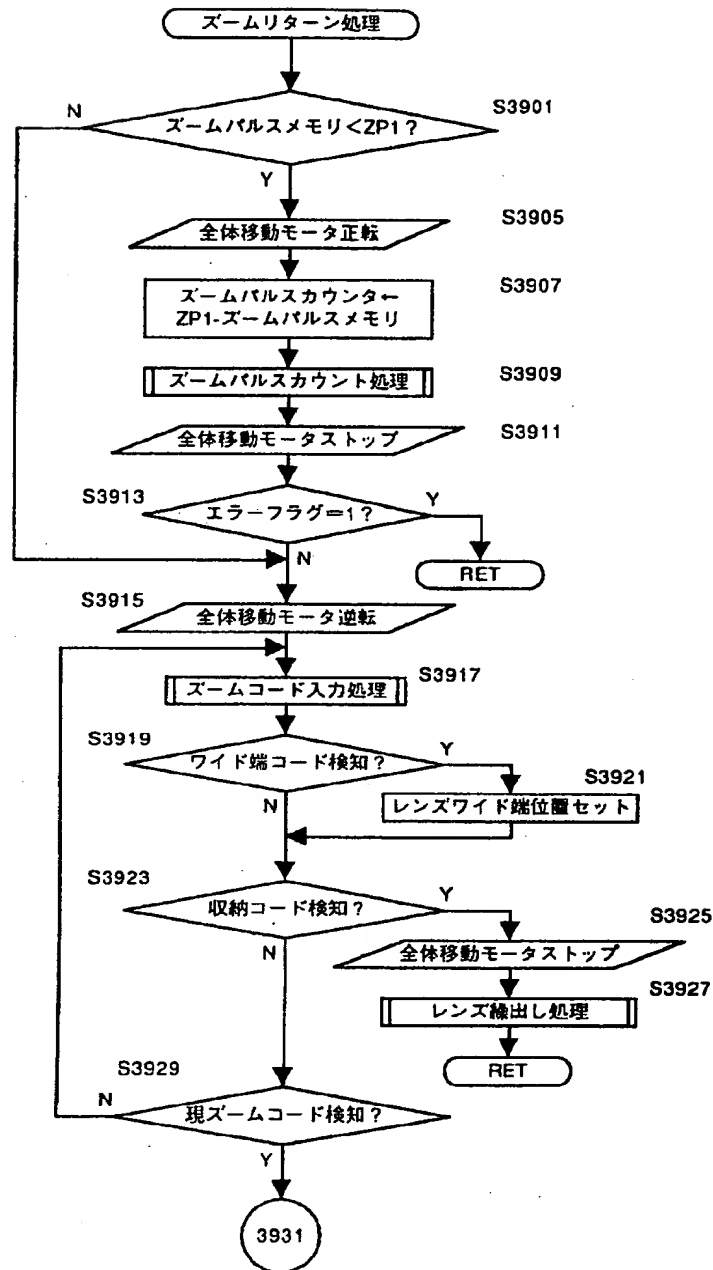 ズームリターン処理
N
S3901
ズームパルスメモリ<ZP1?
Y
S3905
全体移動モータ正転
S3907
ズームパルスカウンタ←
ZP1-ズームパルスメモリ
S3909
ズームパルスカウント処理
S3911
全体移動モータストップ
S3913
エラーフラグ=1?
Y
N
RET
S3915
全体移動モータ逆転
S3917
ズームコード入力処理
S3919
ワイド端コード検知?
Y
S3921
N
レンズワイド端位置セット
S3923
収納コード検知?
Y
S3925
N
全体移動モータストップ
S3927
レンズ繰出し処理
RET
S3929
N
現ズームコード検知?
Y
3931